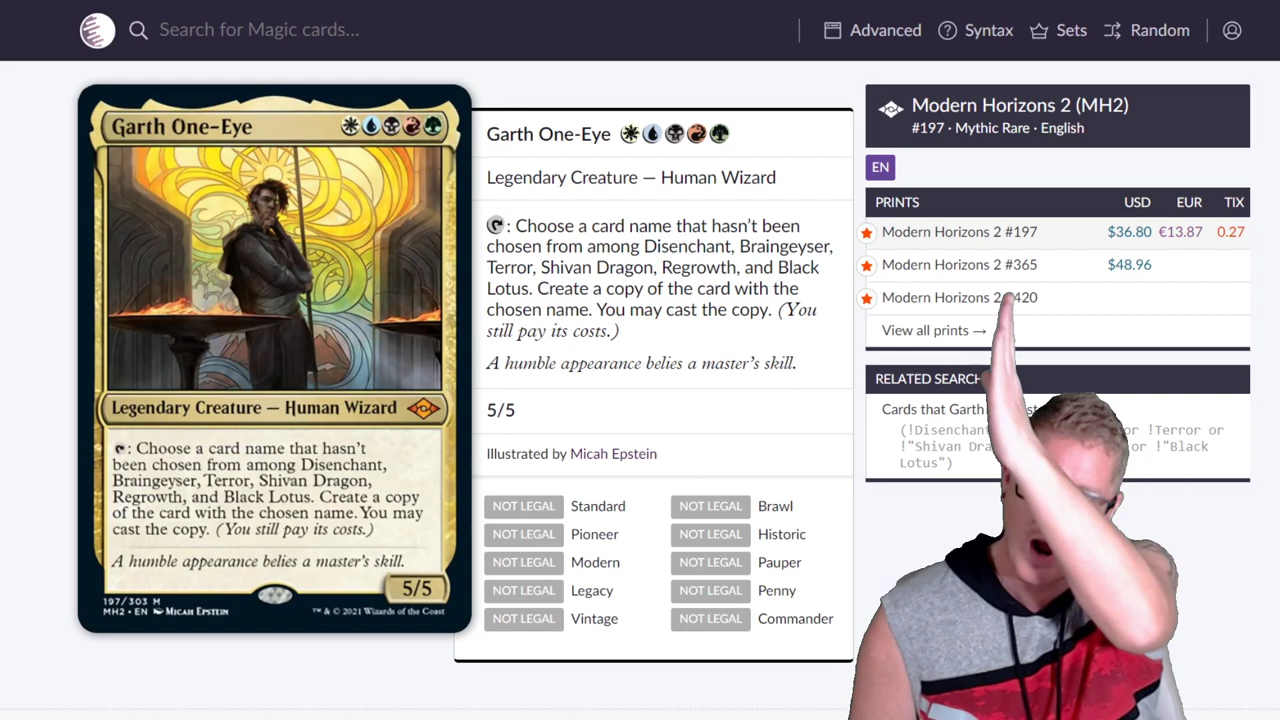 Search for Magic cards...
Advanced
Syntax
Sets
Random
Garth One-Eye
Legendary Creature — Human Wizard
: Choose a card name that hasn't
been chosen from among Disenchant,
Braingeyser, Terror, Shivan Dragon,
Regrowth, and Black Lotus. Create a copy
of the card with the chosen name. You may
cast the copy. (You still pay its costs.)
A humble appearance belies a master's skill.
5/5
197/303 M
MH2 • EN Micah Epstein
™ & © 2021 Wizards of the Coast
Garth One-Eye
Legendary Creature — Human Wizard
: Choose a card name that hasn't been
chosen from among Disenchant, Braingeyser,
Terror, Shivan Dragon, Regrowth, and Black
Lotus. Create a copy of the card with the
chosen name. You may cast the copy. (You
still pay its costs.)
A humble appearance belies a master's skill.
5/5
Illustrated by Micah Epstein
NOT LEGAL Standard NOT LEGAL Brawl
NOT LEGAL Pioneer NOT LEGAL Historic
NOT LEGAL Modern NOT LEGAL Pauper
NOT LEGAL Legacy NOT LEGAL Penny
NOT LEGAL Vintage NOT LEGAL Commander
Modern Horizons 2 (MH2)
#197 · Mythic Rare · English
EN
PRINTS USD EUR TIX
Modern Horizons 2 #197 $36.80 €13.87 0.27
Modern Horizons 2 #365 $48.96
Modern Horizons 2 420
View all prints →
RELATED SEARCH
Cards that Garth
(!Disenchant or !Terror or
!"Shivan or !"Black
Lotus")